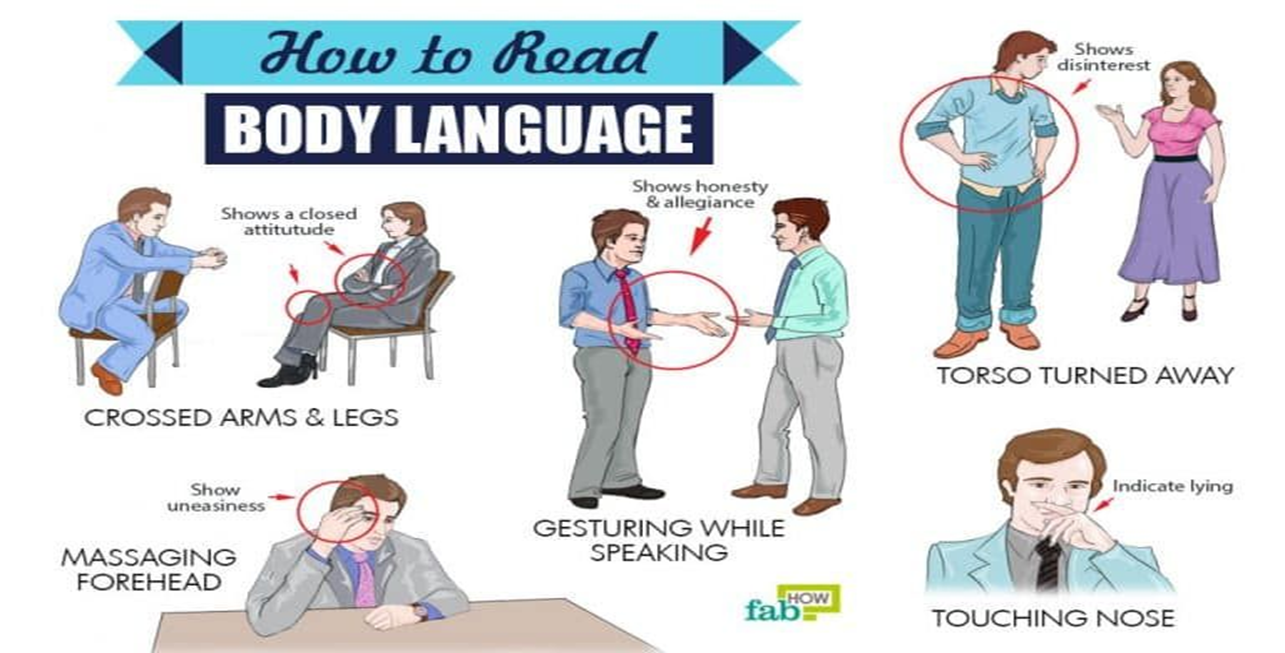 How to Read
BODY LANGUAGE
Shows a closed
attitutude
CROSSED ARMS & LEGS
Shows honesty
& allegiance
GESTURING WHILE
SPEAKING
Shows
disinterest
TORSO TURNED AWAY
Show
uneasiness
MASSAGING
FOREHEAD
Indicate lying
TOUCHING NOSE
fab HOW